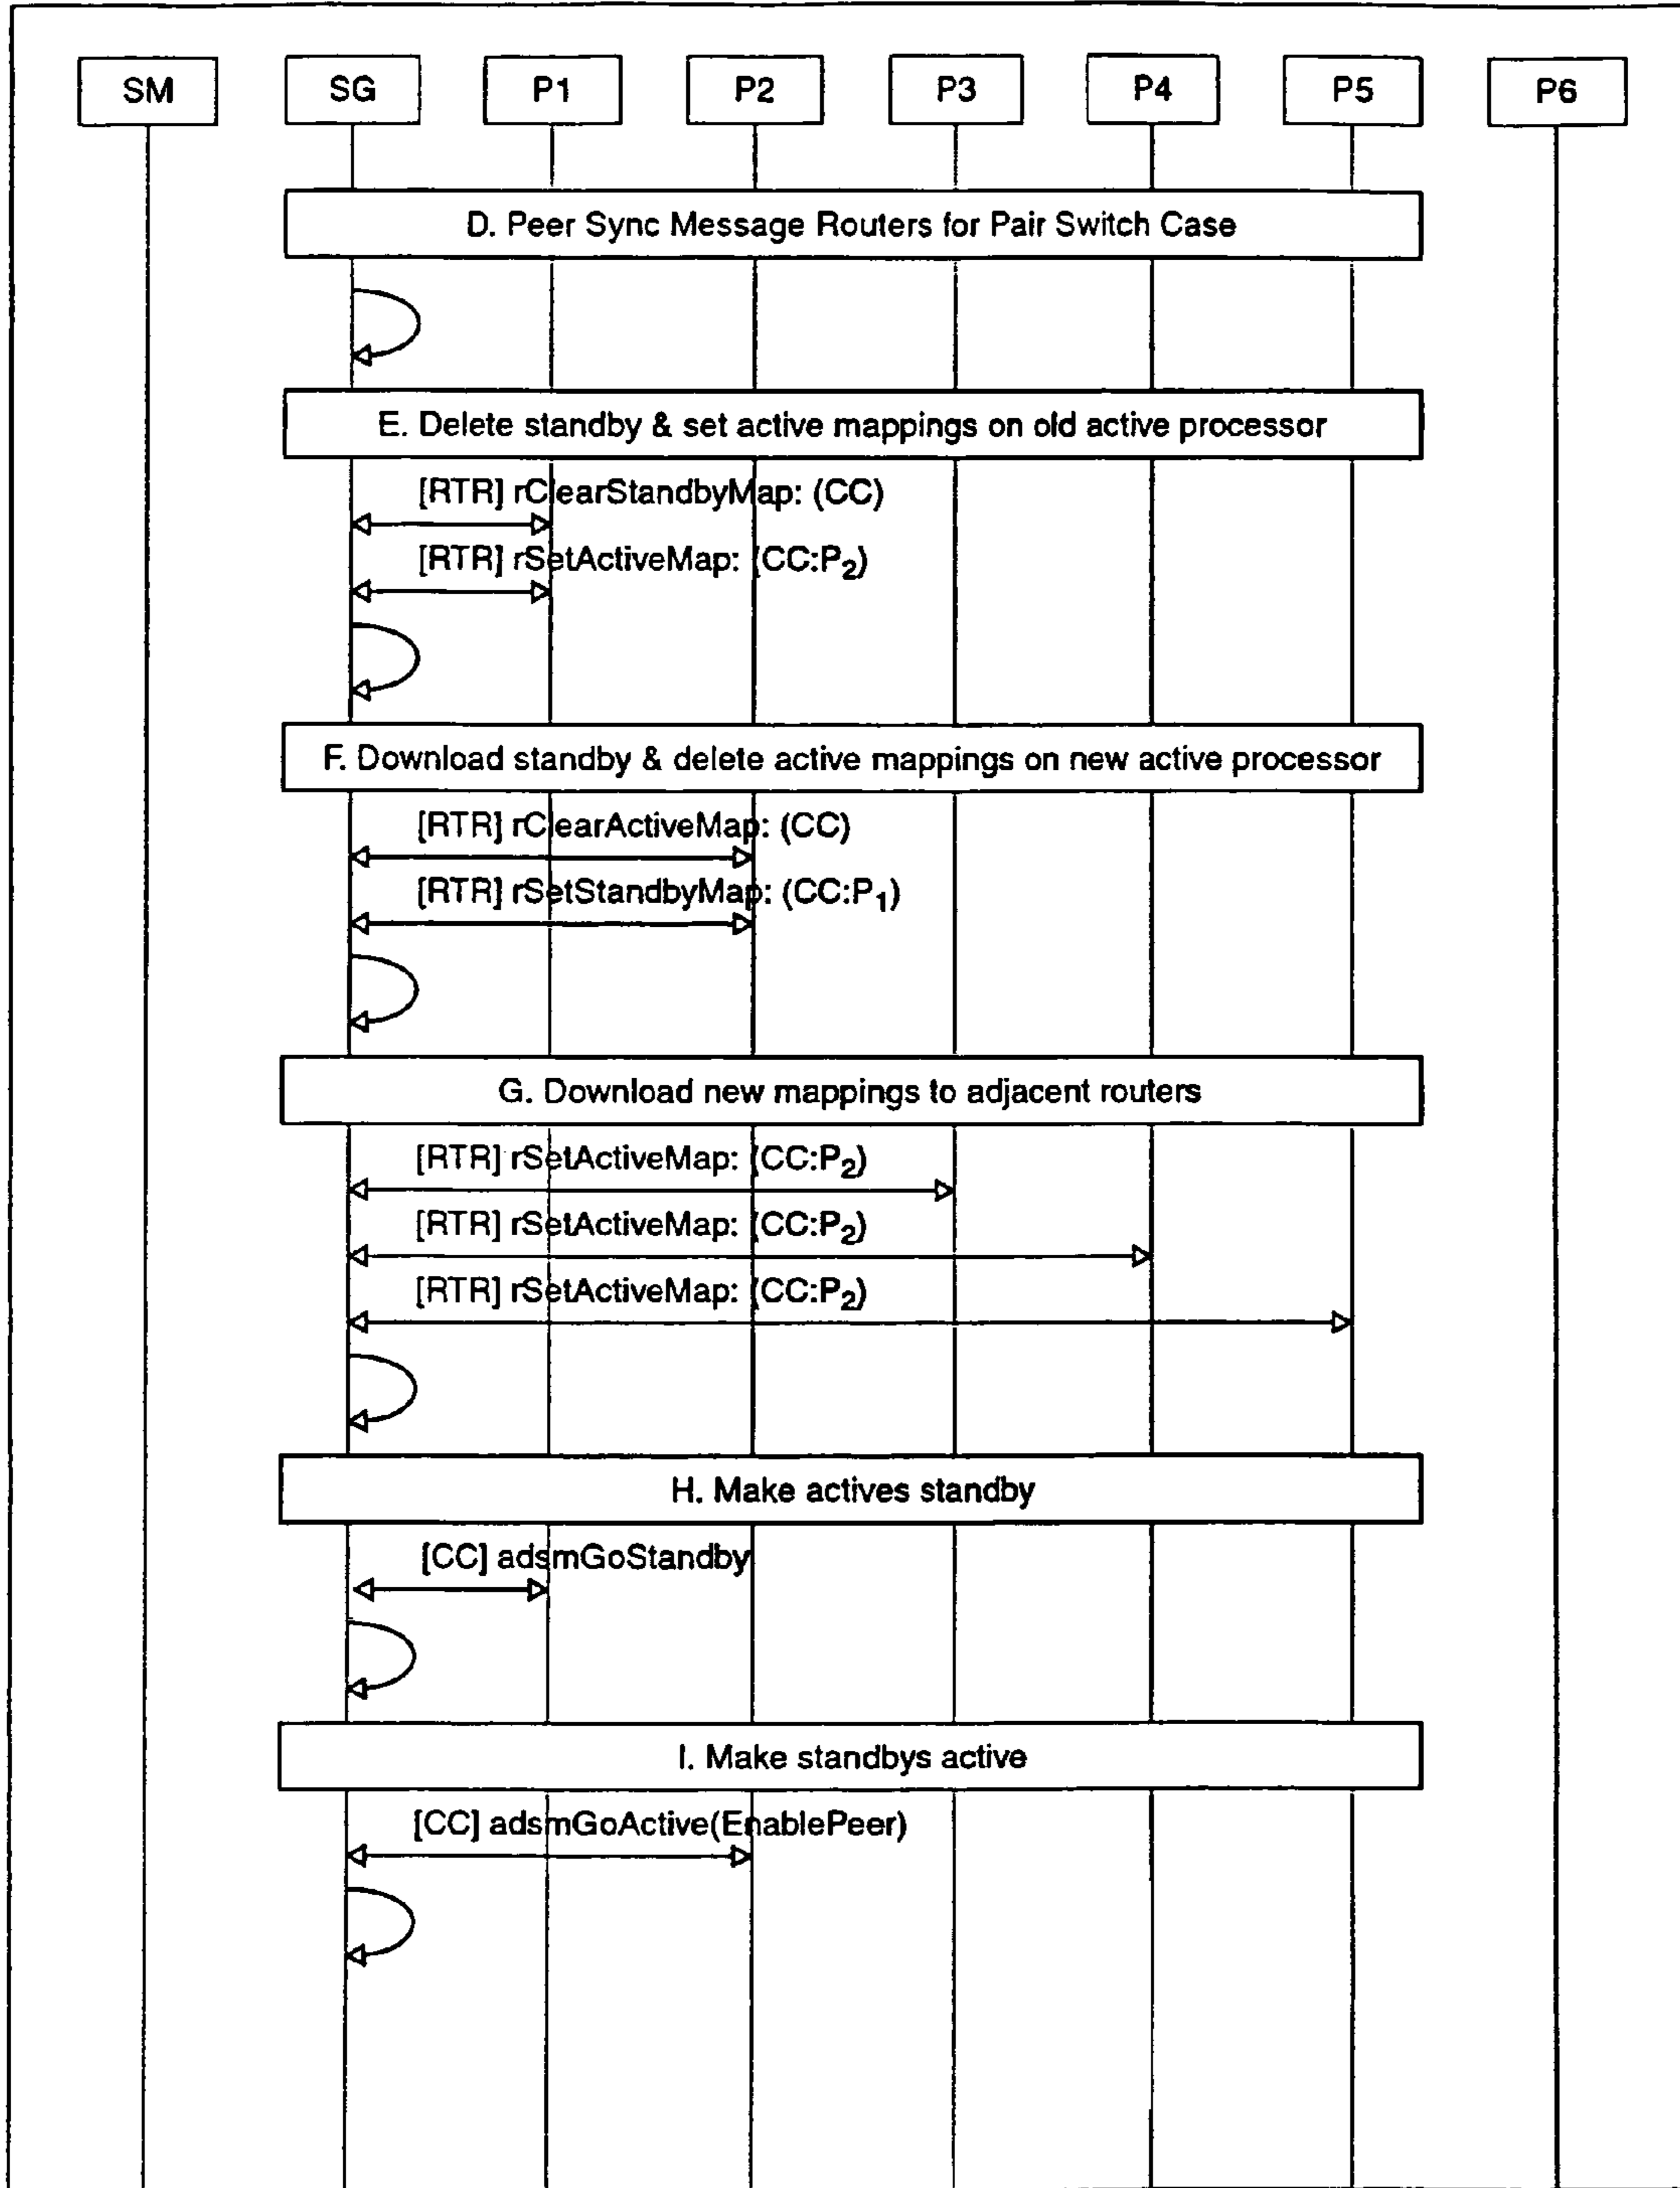 SM SG P1 P2 P3 P4 P5 P6
D. Peer Sync Message Routers for Pair Switch Case
E. Delete standby & set active mappings on old active processor
[RTR] rClearStandbyMap: (CC)
[RTR] rSetActiveMap: (CC:P2)
F. Download standby & delete active mappings on new active processor
[RTR] rClearActiveMap: (CC)
[RTR] rSetStandbyMap: (CC:P1)
G. Download new mappings to adjacent routers
[RTR] rSetActiveMap: (CC:P2)
[RTR] rSetActiveMap: (CC:P2)
[RTR] rSetActiveMap: (CC:P2)
H. Make actives standby
[CC] adsmGoStandby
I. Make standbys active
[CC] adsmGoActive(EnablePeer)